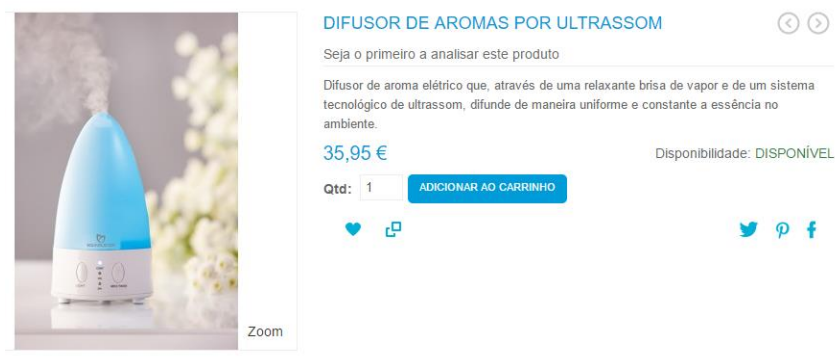 DIFUSOR DE AROMAS POR ULTRASSOM
Seja o primeiro a analisar este produto
Difusor de aroma elétrico que, através de uma relaxante brisa de vapor e de um sistema
tecnológico de ultrassom, difunde de maneira uniforme e constante a essência no
ambiente.
35,95 €
Disponibilidade: DISPONÍVEL
Qtd: 1
ADICIONAR AO CARRINHO
Zoom